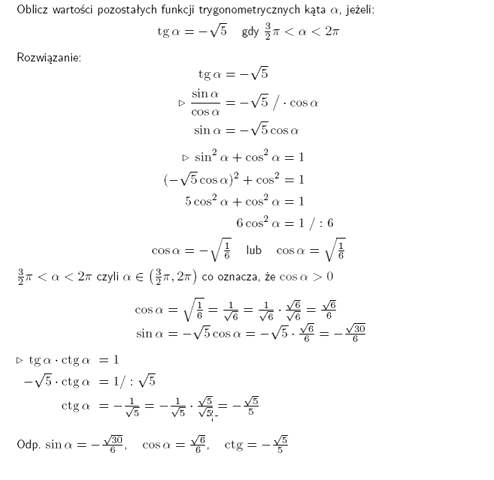 Oblicz wartości pozostałych funkcji trygonometrycznych kąta α, jeżeli:
tg α = −√5 gdy 3/2 π < α < 2π
Rozwiązanie:
tg α = −√5
▷ sin α / cos α = −√5 / · cos α
sin α = −√5 cos α
▷ sin² α + cos² α = 1
(−√5 cos α)² + cos² = 1
5 cos² α + cos² α = 1
6 cos² α = 1 / : 6
cos α = −√(1/6) lub cos α = √(1/6)
3/2 π < α < 2π czyli α ∈ (3/2 π, 2π) co oznacza, że cos α > 0
cos α = √(1/6) = 1/√6 = 1/√6 · √6/√6 = √6/6
sin α = −√5 cos α = −√5 · √6/6 = −√30/6
▷ tg α · ctg α = 1
−√5 · ctg α = 1/ : √5
ctg α = −1/√5 = −1/√5 · √5/√5 = −√5/5
Odp. sin α = −√30/6, cos α = √6/6, ctg = −√5/5